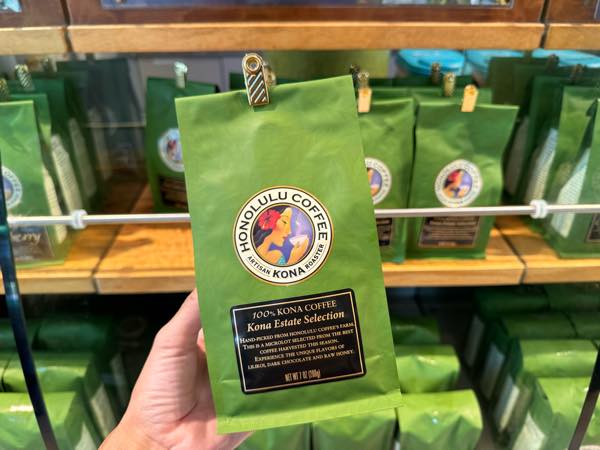 HONOLULU COFFEE
ARTISAN KONA ROASTER
100% KONA COFFEE
Kona Estate Selection
HAND-PICKED FROM HONOLULU COFFEE'S FARM.
THIS IS A MICROLOT SELECTED FROM THE BEST
COFFEE HARVESTED THIS SEASON.
EXPERIENCE THE UNIQUE FLAVORS OF
LILIKOI, DARK CHOCOLATE AND RAW HONEY.
NET WT 7 OZ (200g)